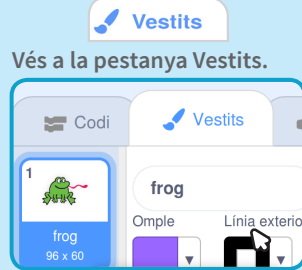 Vestits
Vés a la pestanya Vestits.
Codi
Vestits
1
frog
96 x 60
frog
Omple
Línia exterio